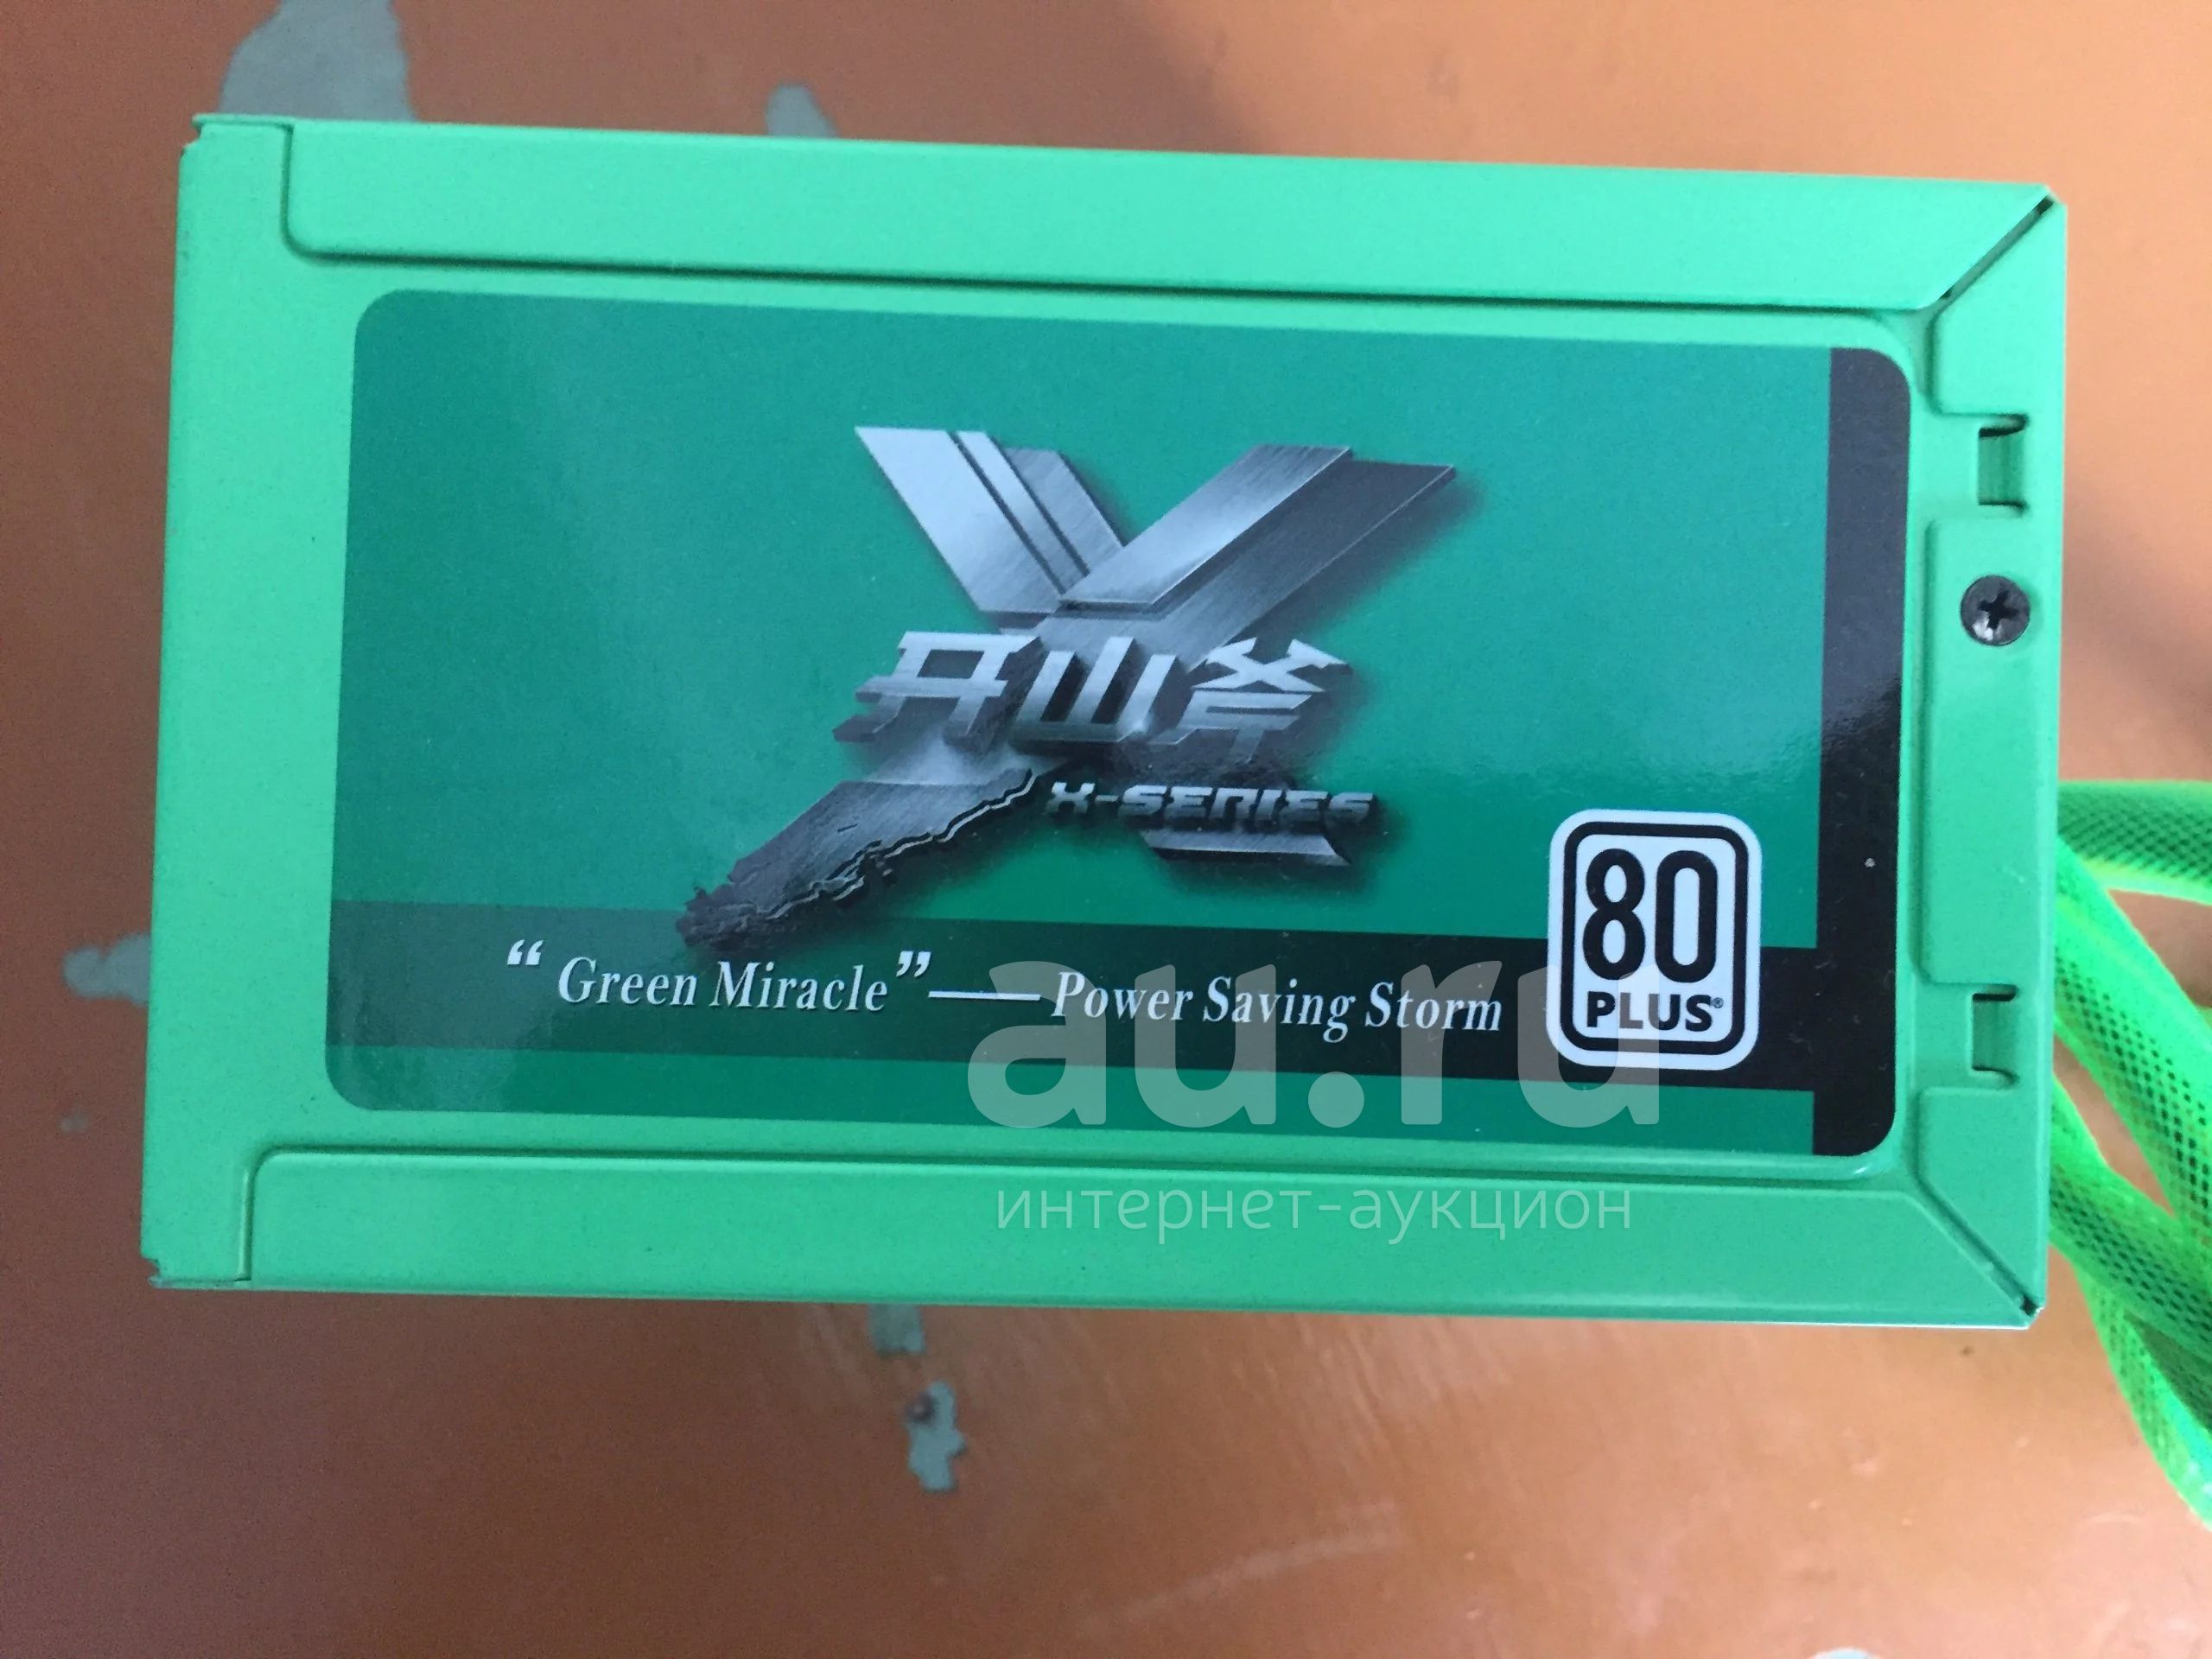 开山斧
X-SERIES
“Green Miracle”——Power Saving Storm
80
PLUS®
au.ru
интернет-аукцион